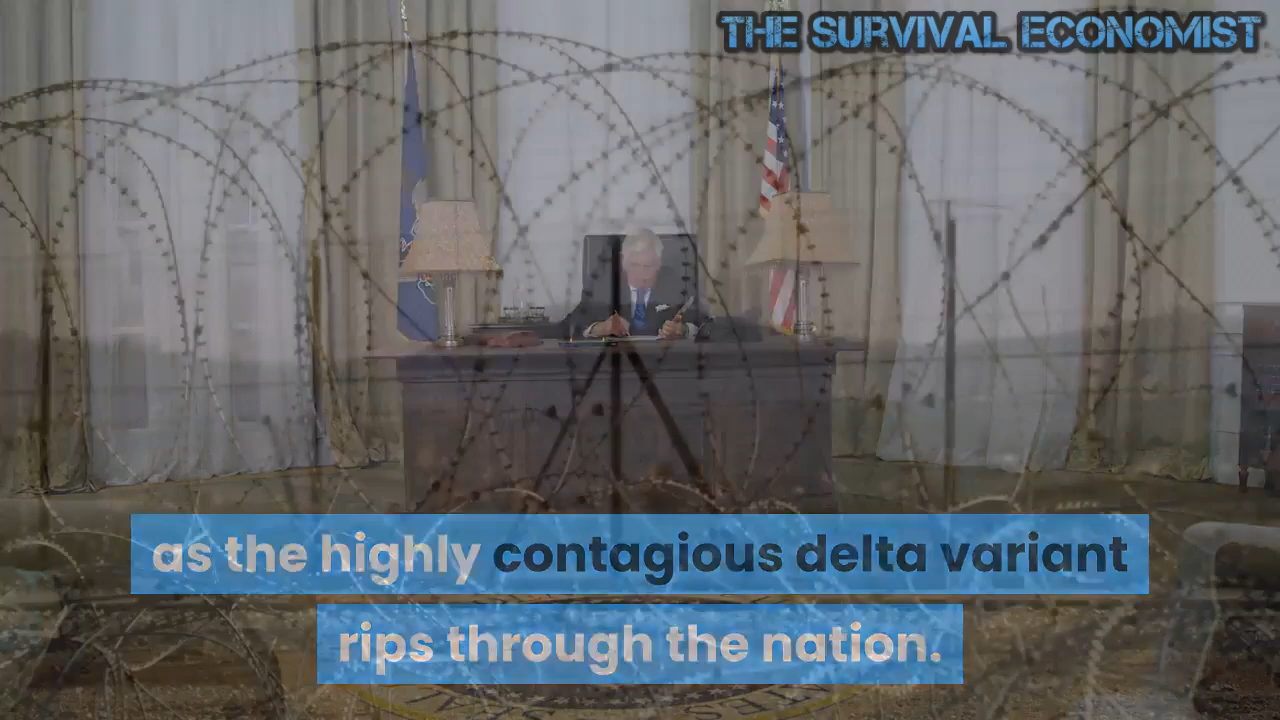 THE SURVIVAL ECONOMIST
as the highly contagious delta variant
rips through the nation.